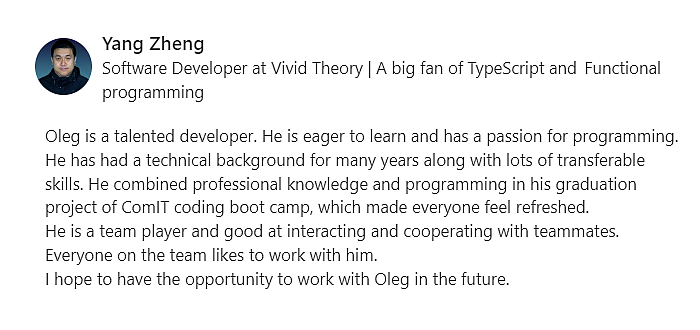 Yang Zheng
Software Developer at Vivid Theory | A big fan of TypeScript and Functional
programming
Oleg is a talented developer. He is eager to learn and has a passion for programming.
He has had a technical background for many years along with lots of transferable
skills. He combined professional knowledge and programming in his graduation
project of ComIT coding boot camp, which made everyone feel refreshed.
He is a team player and good at interacting and cooperating with teammates.
Everyone on the team likes to work with him.
I hope to have the opportunity to work with Oleg in the future.